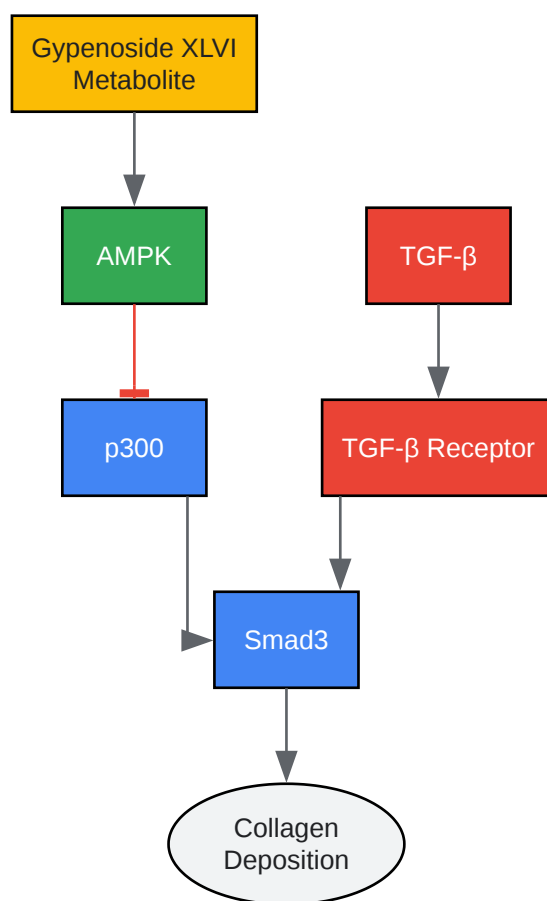 Gypenoside XLVI
Metabolite
AMPK
TGF-β
p300
TGF-β Receptor
Smad3
Collagen
Deposition